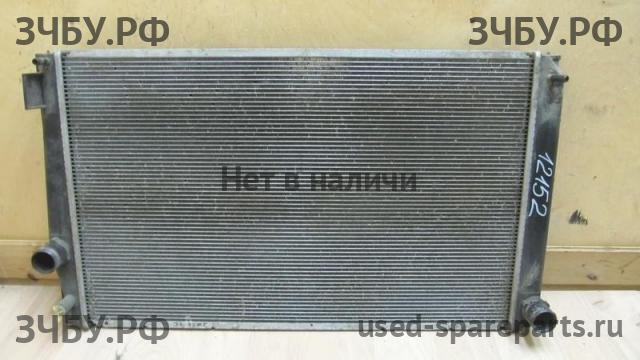 ЗЧБУ.РФ
ЗЧБУ.РФ
12152
Нет в наличи
ЗЧБУ.РФ
used-spareparts.ru